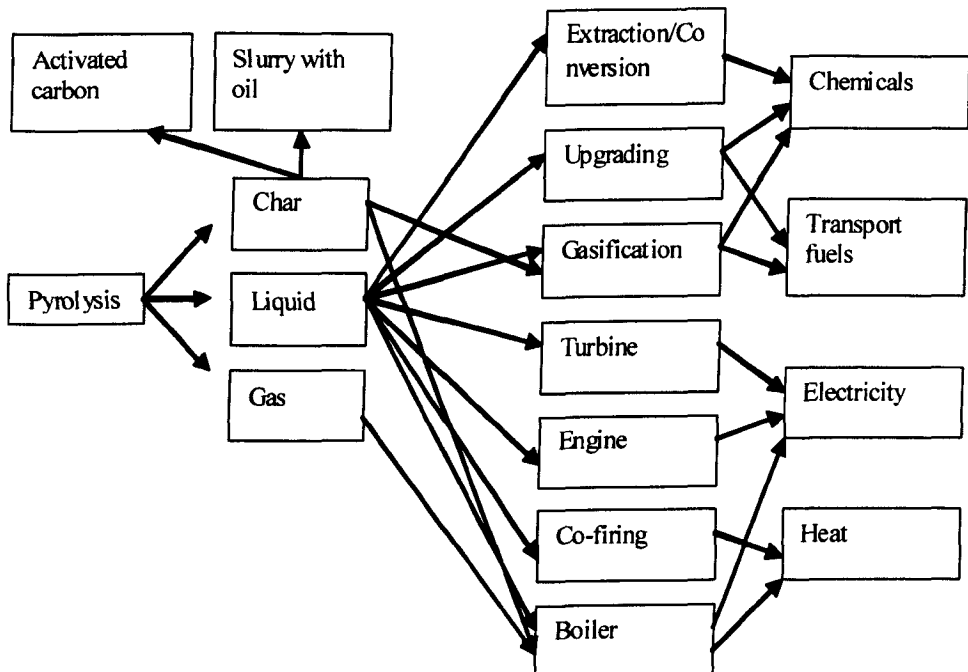 Activated
carbon
Slurry with
oil
Extraction/Co
nversion
Chemicals
Upgrading
Char
Transport
fuels
Gasification
Pyrolysis
Liquid
Turbine
Gas
Electricity
Engine
Co-firing
Heat
Boiler